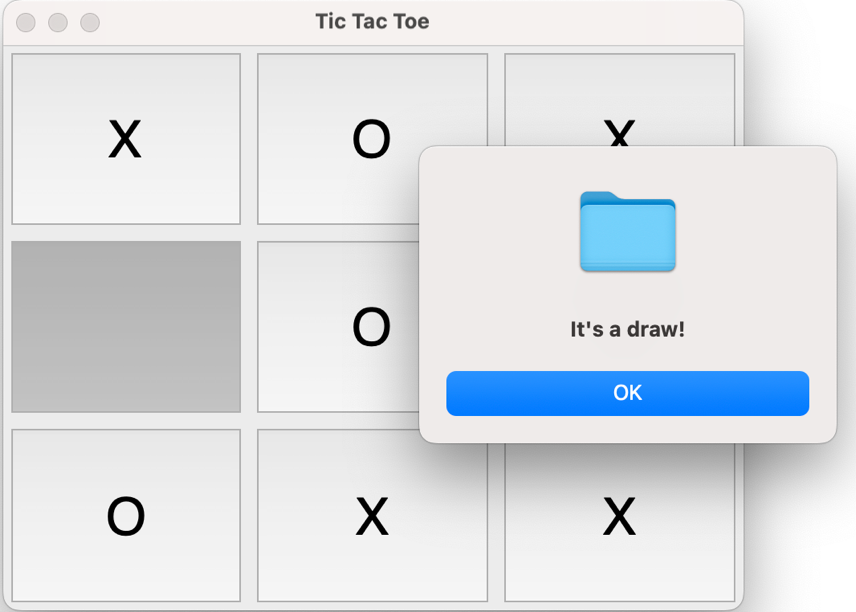 Tic Tac Toe
X O X
O
It's a draw!
OK
O X X